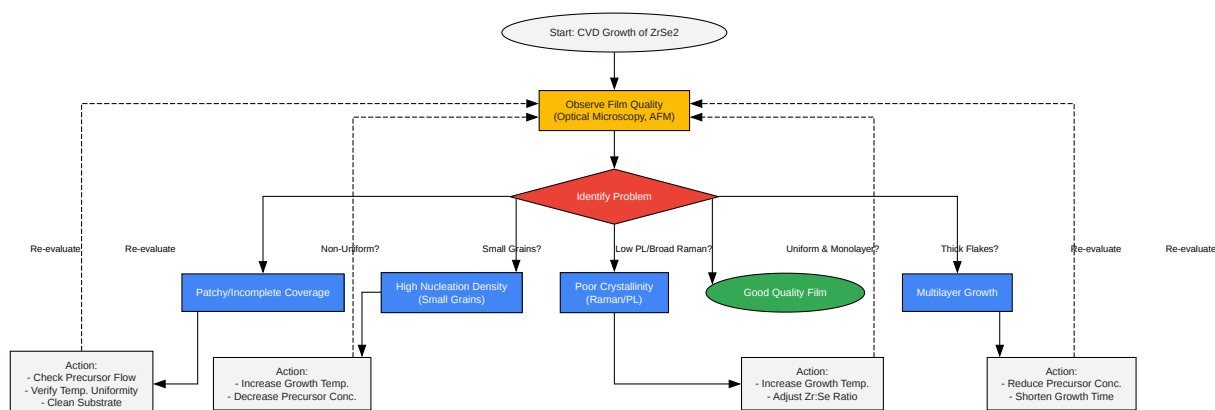 Start: CVD Growth of ZrSe2
Observe Film Quality
(Optical Microscopy, AFM)
Identify Problem
Re-evaluate
Re-evaluate
Non-Uniform?
Small Grains?
Low PL/Broad Raman?
Uniform & Monolayer?
Thick Flakes?
Re-evaluate
Re-evaluate
Patchy/Incomplete Coverage
High Nucleation Density
(Small Grains)
Poor Crystallinity
(Raman/PL)
Good Quality Film
Multilayer Growth
Action:
- Check Precursor Flow
- Verify Temp. Uniformity
- Clean Substrate
Action:
- Increase Growth Temp.
- Decrease Precursor Conc.
Action:
- Increase Growth Temp.
- Adjust Zr:Se Ratio
Action:
- Reduce Precursor Conc.
- Shorten Growth Time